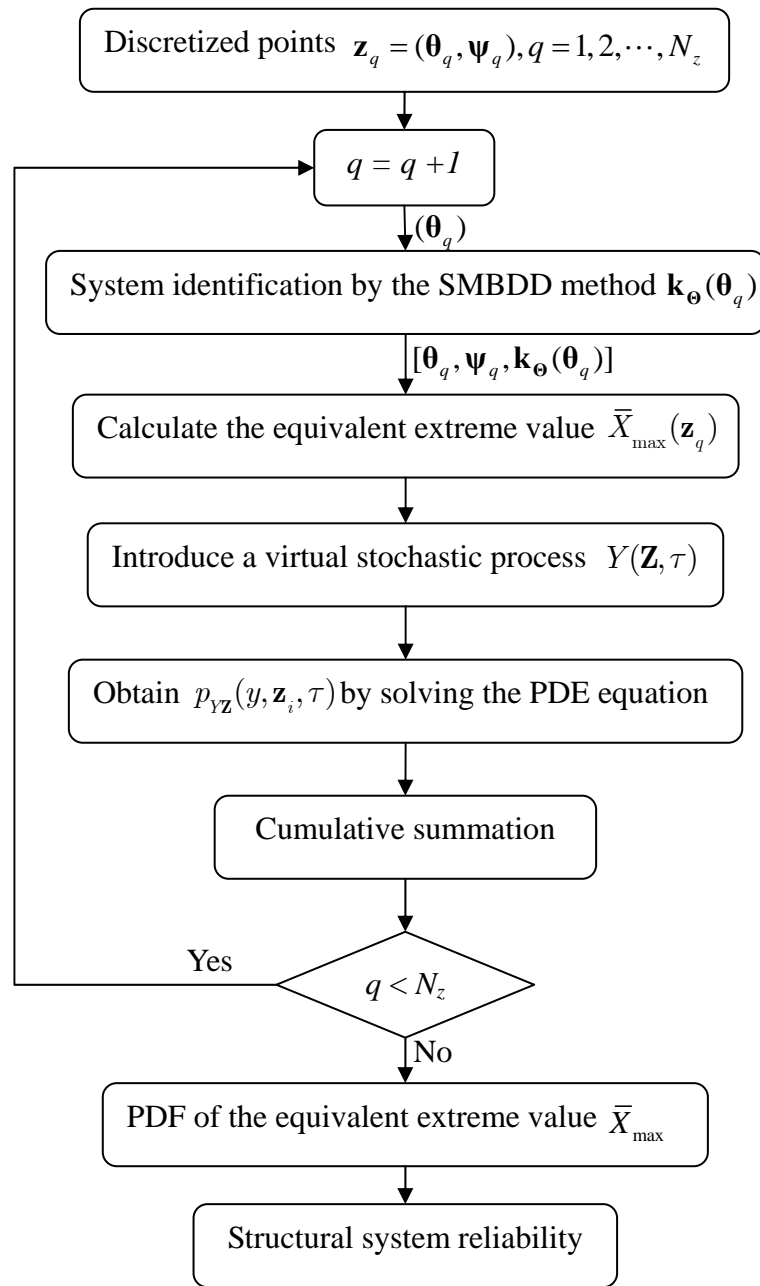 Discretized points z_q = (θ_q, ψ_q), q = 1, 2, ⋯, N_z
q = q +1
(θ_q)
System identification by the SMBDD method k_Θ(θ_q)
[θ_q, ψ_q, k_Θ(θ_q)]
Calculate the equivalent extreme value X̄_max(z_q)
Introduce a virtual stochastic process Y(Z, τ)
Obtain p_YZ(y, z_i, τ) by solving the PDE equation
Cumulative summation
Yes
q < N_z
No
PDF of the equivalent extreme value X̄_max
Structural system reliability